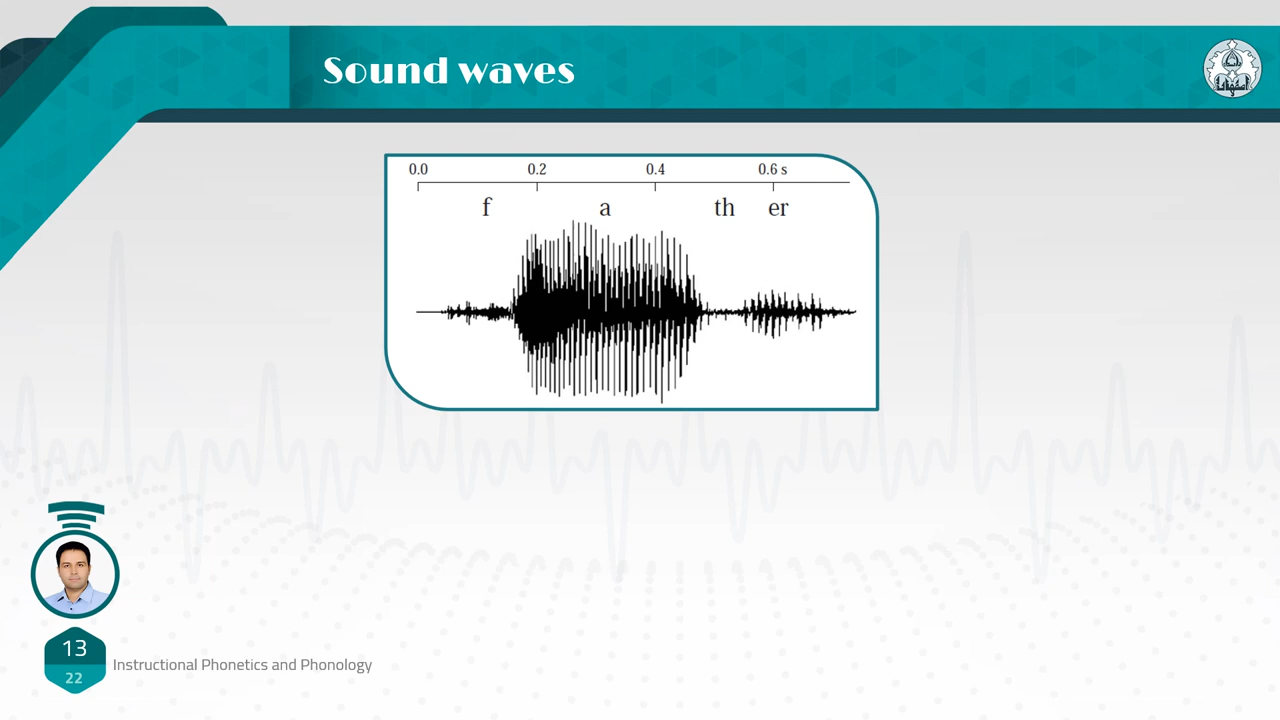 Sound waves
0.0 0.2 0.4 0.6 s
f a th er
13
22
Instructional Phonetics and Phonology